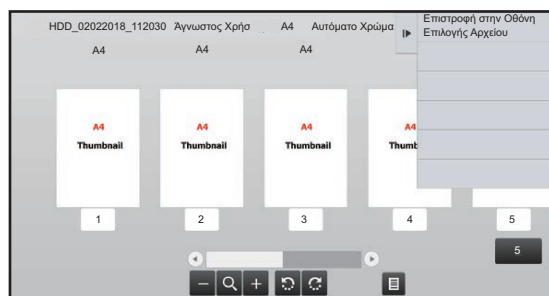 HDD_02022018_112030 Άγνωστος Χρήσ A4 Αυτόματο Χρώμα
Επιστροφή στην Οθόνη
Επιλογής Αρχείου
A4 A4 A4
A4 A4 A4 A4
Thumbnail Thumbnail Thumbnail Thumb
1 2 3 4 5
5